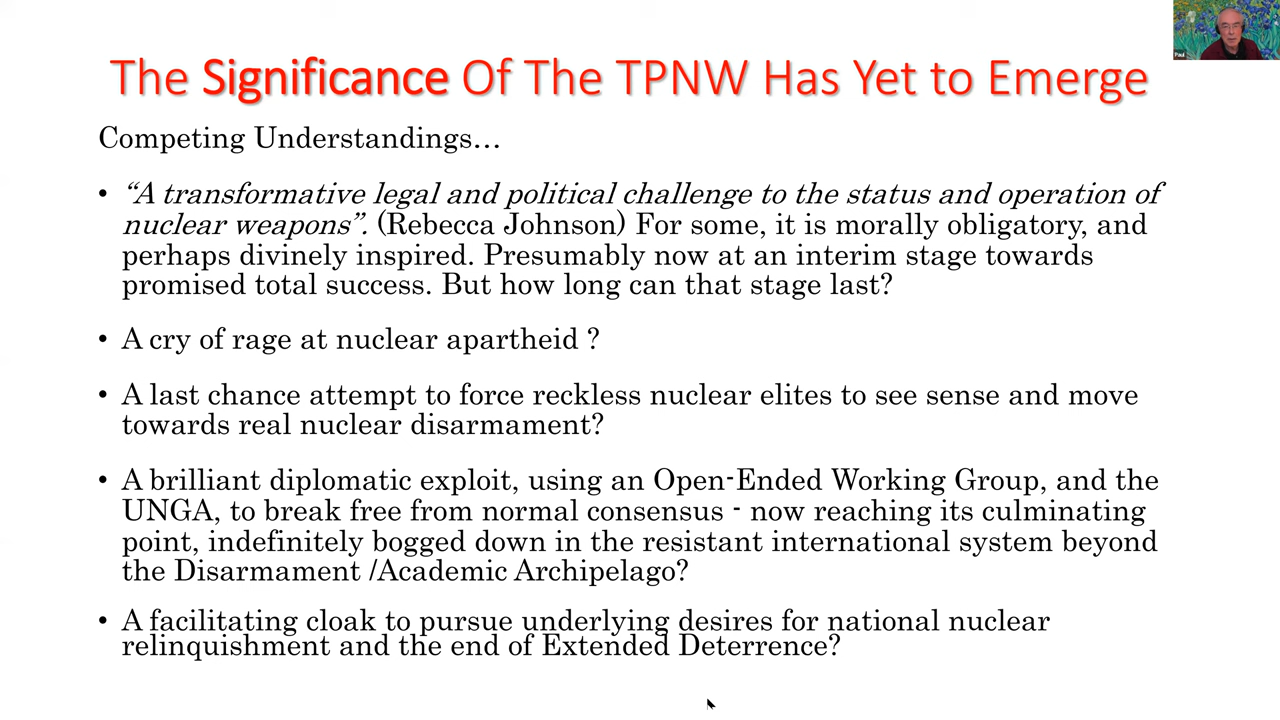 The Significance Of The TPNW Has Yet to Emerge
Paul
Competing Understandings…
• “A transformative legal and political challenge to the status and operation of
nuclear weapons”. (Rebecca Johnson) For some, it is morally obligatory, and
perhaps divinely inspired. Presumably now at an interim stage towards
promised total success. But how long can that stage last?
• A cry of rage at nuclear apartheid ?
• A last chance attempt to force reckless nuclear elites to see sense and move
towards real nuclear disarmament?
• A brilliant diplomatic exploit, using an Open-Ended Working Group, and the
UNGA, to break free from normal consensus - now reaching its culminating
point, indefinitely bogged down in the resistant international system beyond
the Disarmament /Academic Archipelago?
• A facilitating cloak to pursue underlying desires for national nuclear
relinquishment and the end of Extended Deterrence?